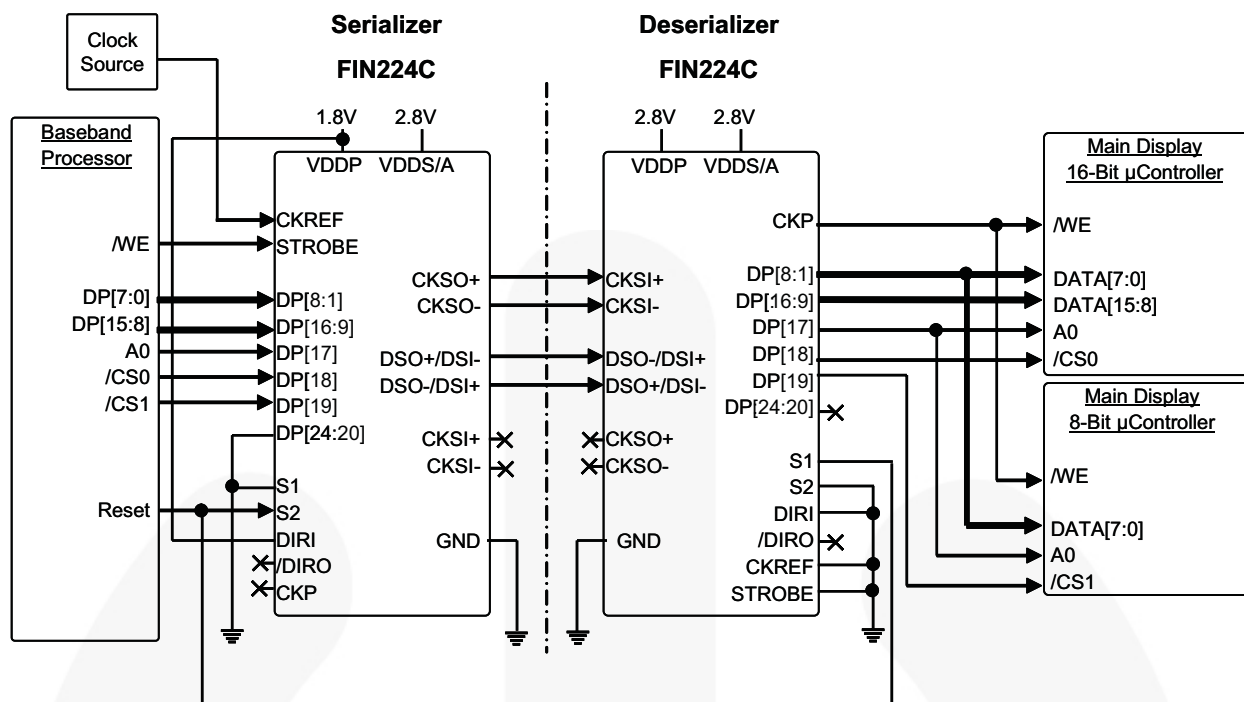 Serializer
FIN224C
Deserializer
FIN224C
Clock
Source
1.8V
2.8V
2.8V
2.8V
Baseband
Processor
/WE
DP[7:0]
DP[15:8]
A0
/CS0
/CS1
Reset
VDDP
VDDS/A
CKREF
STROBE
DP[8:1]
DP[16:9]
DP[17]
DP[18]
DP[19]
DP[24:20]
S1
S2
DIRI
/DIRO
CKP
CKSO+
CKSO-
DSO+/DSI-
DSO-/DSI+
CKSI+
CKSI-
GND
VDDP
VDDS/A
CKSI+
CKSI-
DSO-/DSI+
DSO+/DSI-
CKSO+
CKSO-
GND
CKP
DP[8:1]
DP[16:9]
DP[17]
DP[18]
DP[19]
DP[24:20]
S1
S2
DIRI
/DIRO
CKREF
STROBE
Main Display
16-Bit µController
/WE
DATA[7:0]
DATA[15:8]
A0
/CS0
Main Display
8-Bit µController
/WE
DATA[7:0]
A0
/CS1